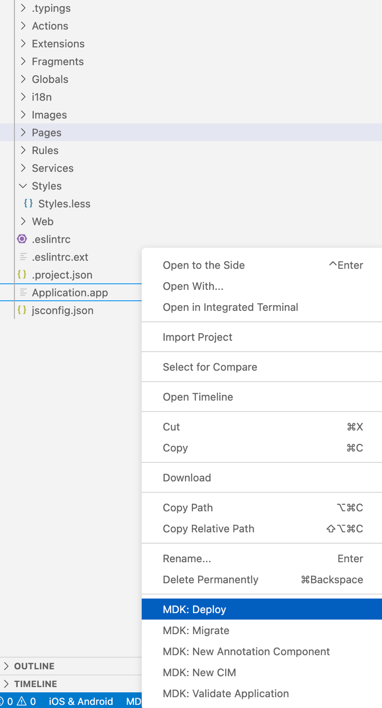 .typings
Actions
Extensions
Fragments
Globals
i18n
Images
Pages
Rules
Services
Styles
{} Styles.less
Web
.eslintrc
.eslintrc.ext
{} .project.json
Application.app
{} jsconfig.json
Open to the Side ^Enter
Open With...
Open in Integrated Terminal
Import Project
Select for Compare
Open Timeline
Cut ⌘X
Copy ⌘C
Download
Copy Path ⌥⌘C
Copy Relative Path ⇧⌥⌘C
Rename... Enter
Delete Permanently ⌘Backspace
MDK: Deploy
MDK: Migrate
MDK: New Annotation Component
MDK: New CIM
MDK: Validate Application
OUTLINE
TIMELINE
0 0 iOS & Android MD